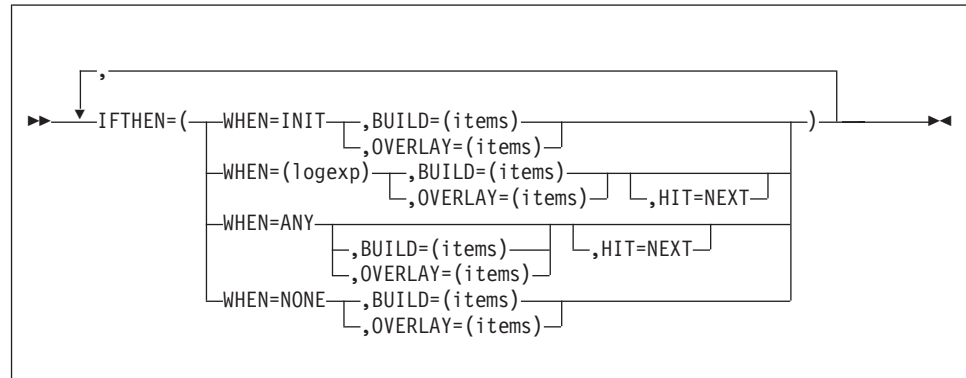 ,
IFTHEN=( WHEN=INIT ,BUILD=(items) )
,OVERLAY=(items)
WHEN=(logexp) ,BUILD=(items)
,OVERLAY=(items) ,HIT=NEXT
WHEN=ANY
,BUILD=(items) ,HIT=NEXT
,OVERLAY=(items)
WHEN=NONE ,BUILD=(items)
,OVERLAY=(items)